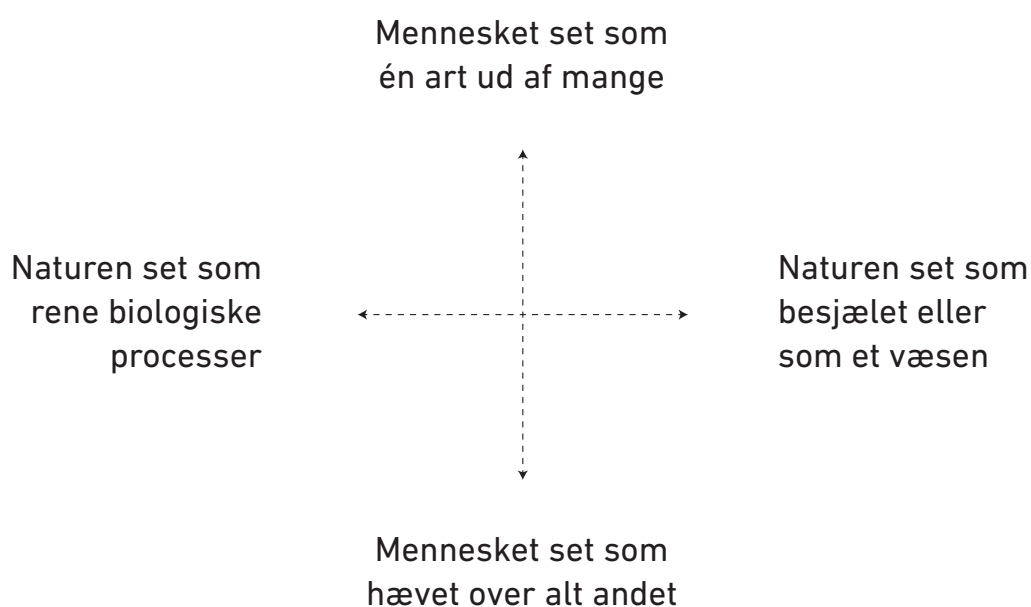 Mennesket set som
én art ud af mange
Naturen set som
rene biologiske
processer
Naturen set som
besjælet eller
som et væsen
Mennesket set som
hævet over alt andet